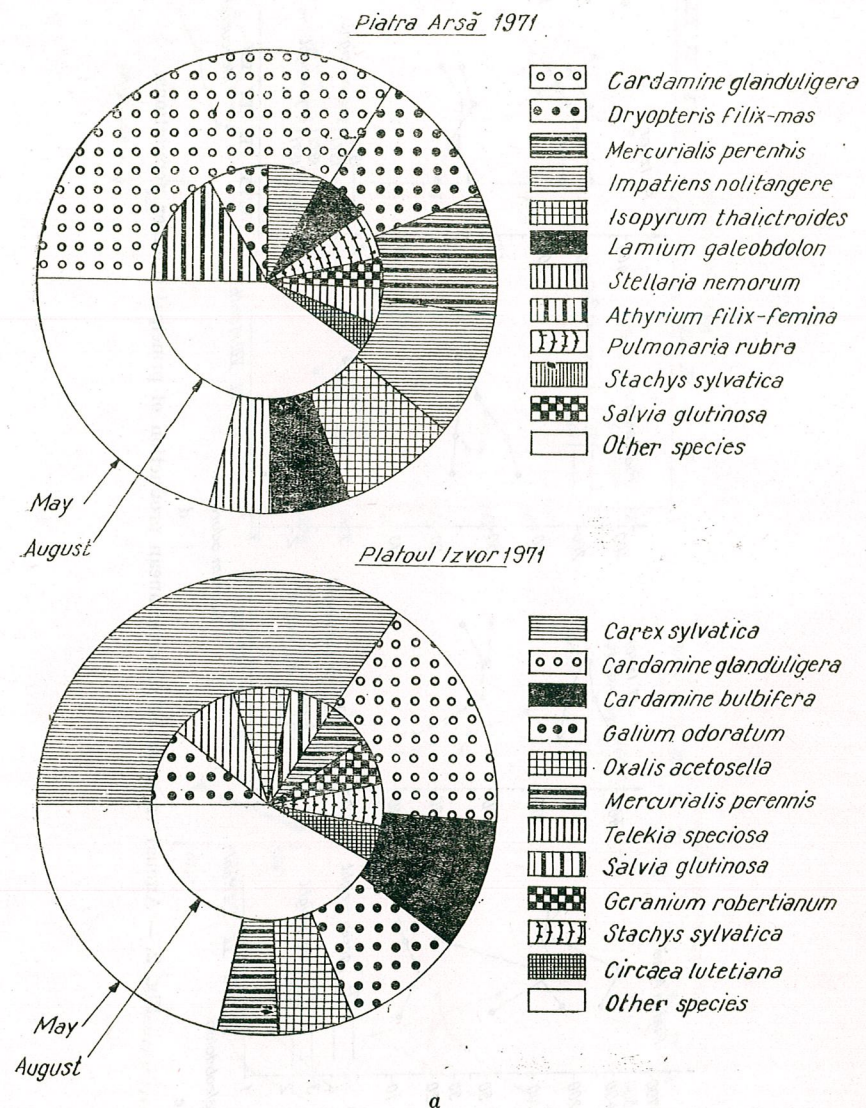 Piatra Arsă 1971
Cardamine glanduligera
Dryopteris filix-mas
Mercurialis perennis
Impatiens nolitangere
Isopyrum thalictroides
Lamium galeobdolon
Stellaria nemorum
Athyrium filix-femina
Pulmonaria rubra
Stachys sylvatica
Salvia glutinosa
Other species
May
August
Platoul Izvor 1971
Carex sylvatica
Cardamine glanduligera
Cardamine bulbifera
Galium odoratum
Oxalis acetosella
Mercurialis perennis
Telekia speciosa
Salvia glutinosa
Geranium robertianum
Stachys sylvatica
Circaea lutetiana
Other species
May
August
a